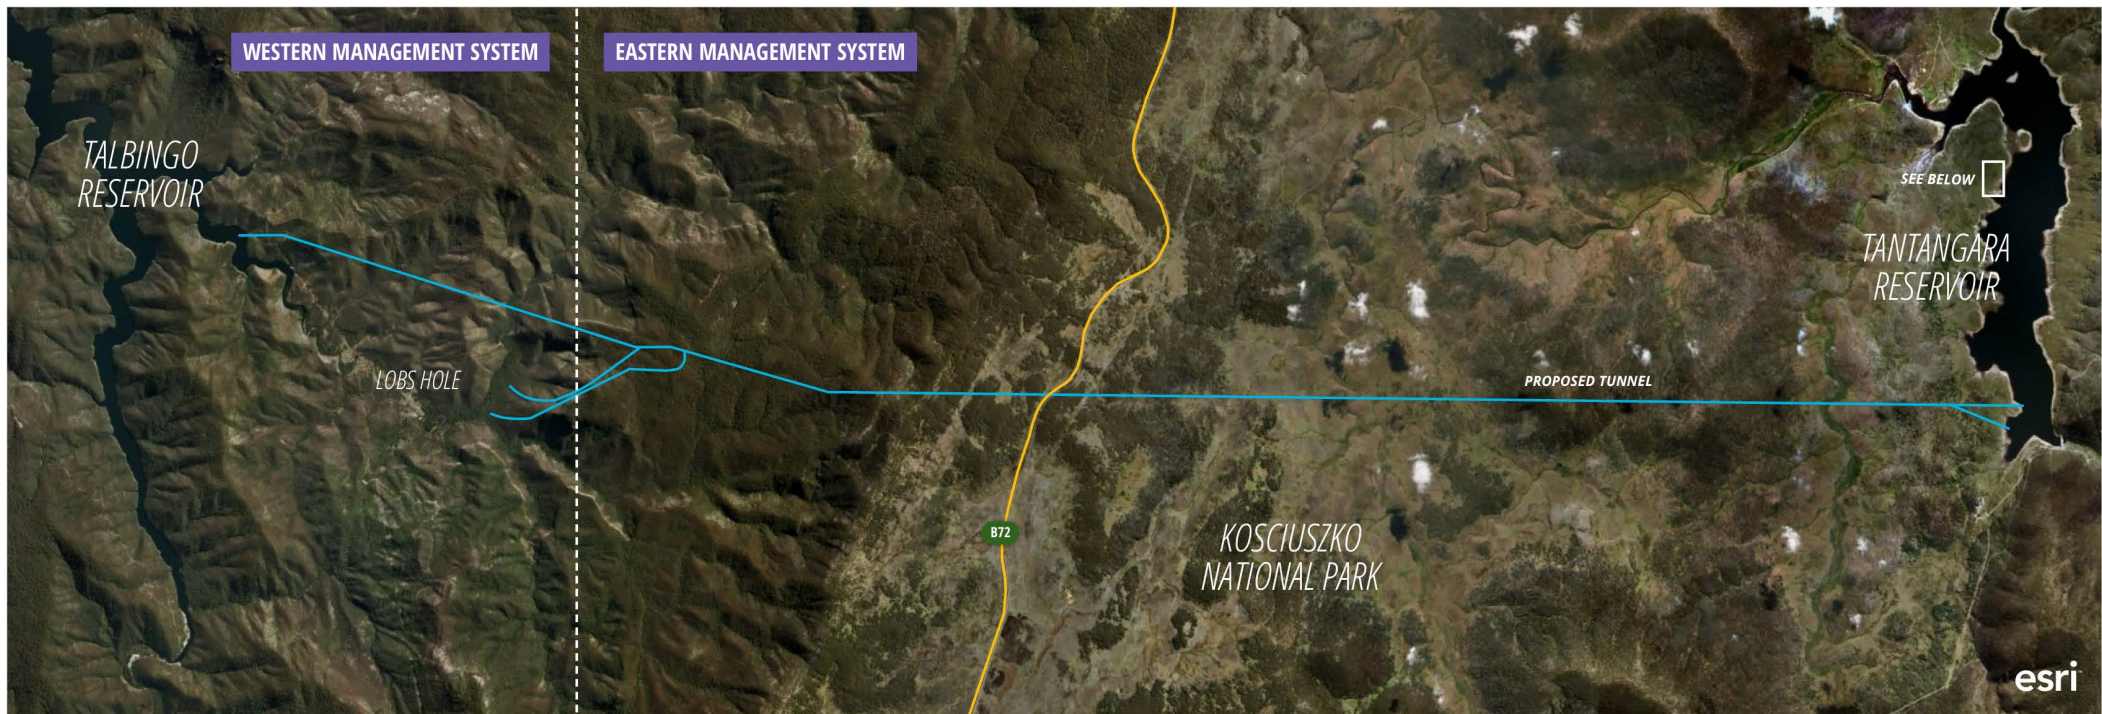 WESTERN MANAGEMENT SYSTEM
EASTERN MANAGEMENT SYSTEM
TALBINGO
RESERVOIR
SEE BELOW
TANTANGARA
RESERVOIR
LOBS HOLE
PROPOSED TUNNEL
B72
KOSCIUSZKO
NATIONAL PARK
esri